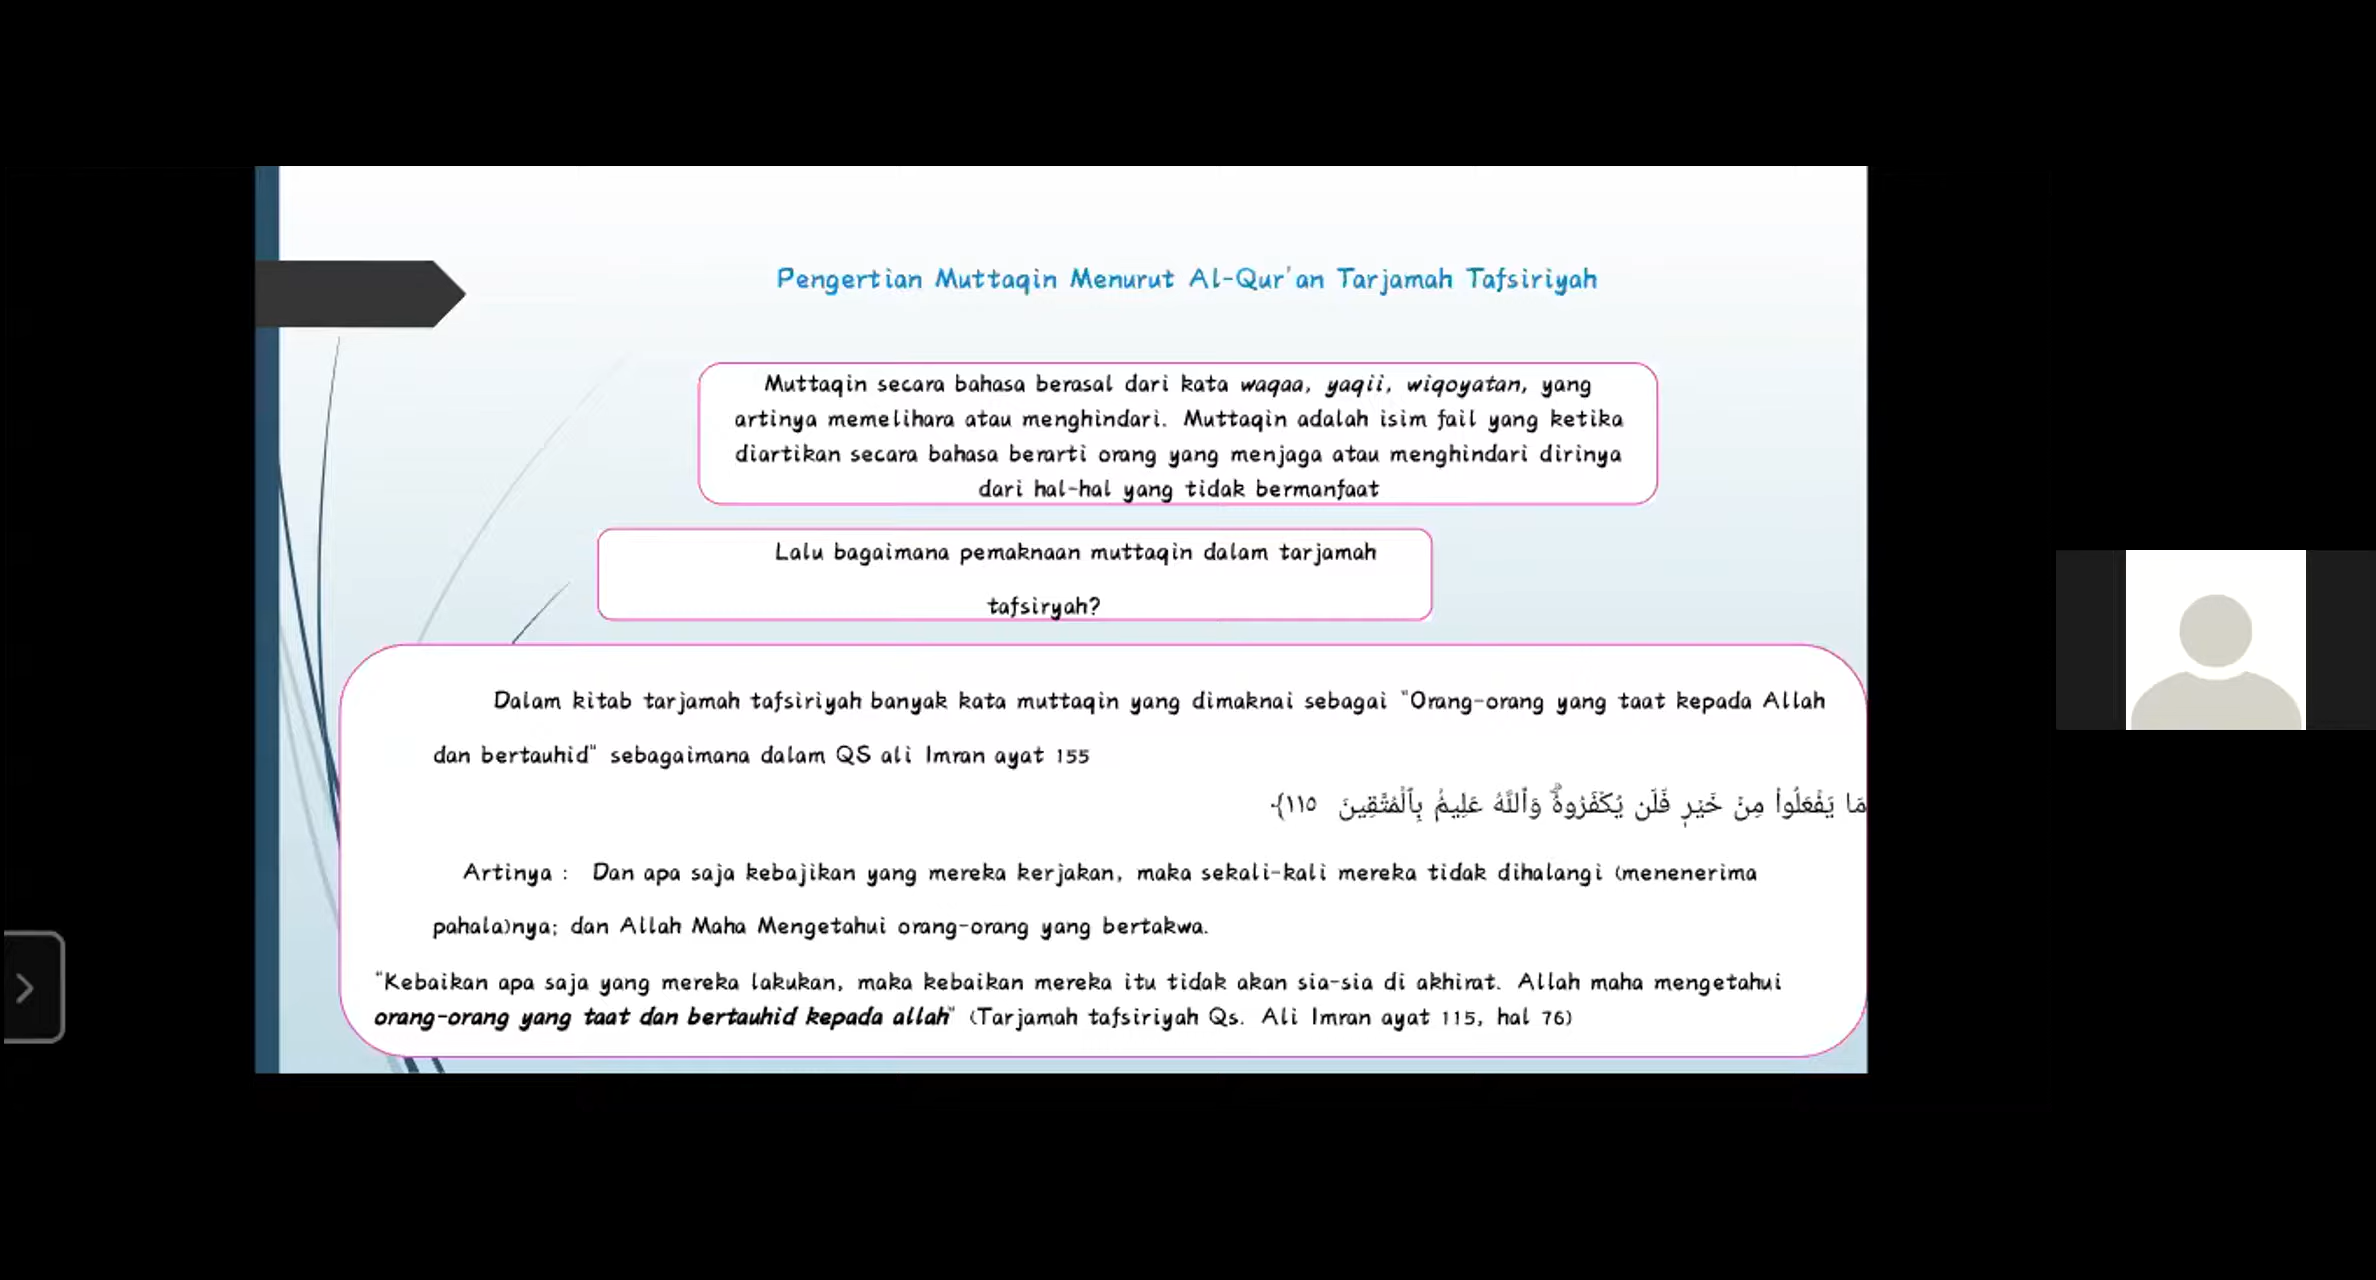 Pengertian Muttaqin Menurut Al-Qur'an Tarjamah Tafsiriyah
Muttaqin secara bahasa berasal dari kata waqaa, yaqii, wiqoyatan, yang
artinya memelihara atau menghindari. Muttaqin adalah isim fail yang ketika
diartikan secara bahasa berarti orang yang menjaga atau menghindari dirinya
dari hal-hal yang tidak bermanfaat
Lalu bagaimana pemaknaan muttaqin dalam tarjamah
tafsiryah?
Dalam kitab tarjamah tafsiriyah banyak kata muttaqin yang dimaknai sebagai "Orang-orang yang taat kepada Allah
dan bertauhid" sebagaimana dalam QS ali Imran ayat 155
مَا يَفۡعَلُواْ مِنۡ خَيۡرٖ فَلَن يُكۡفَرُوهُۗ وَٱللَّهُ عَلِيمُۢ بِٱلۡمُتَّقِينَ ١١٥}·
Artinya : Dan apa saja kebajikan yang mereka kerjakan, maka sekali-kali mereka tidak dihalangi (menenerima
pahala)nya; dan Allah Maha Mengetahui orang-orang yang bertakwa.
"Kebaikan apa saja yang mereka lakukan, maka kebaikan mereka itu tidak akan sia-sia di akhirat. Allah maha mengetahui
orang-orang yang taat dan bertauhid kepada allah" (Tarjamah tafsiriyah Qs. Ali Imran ayat 115, hal 76)